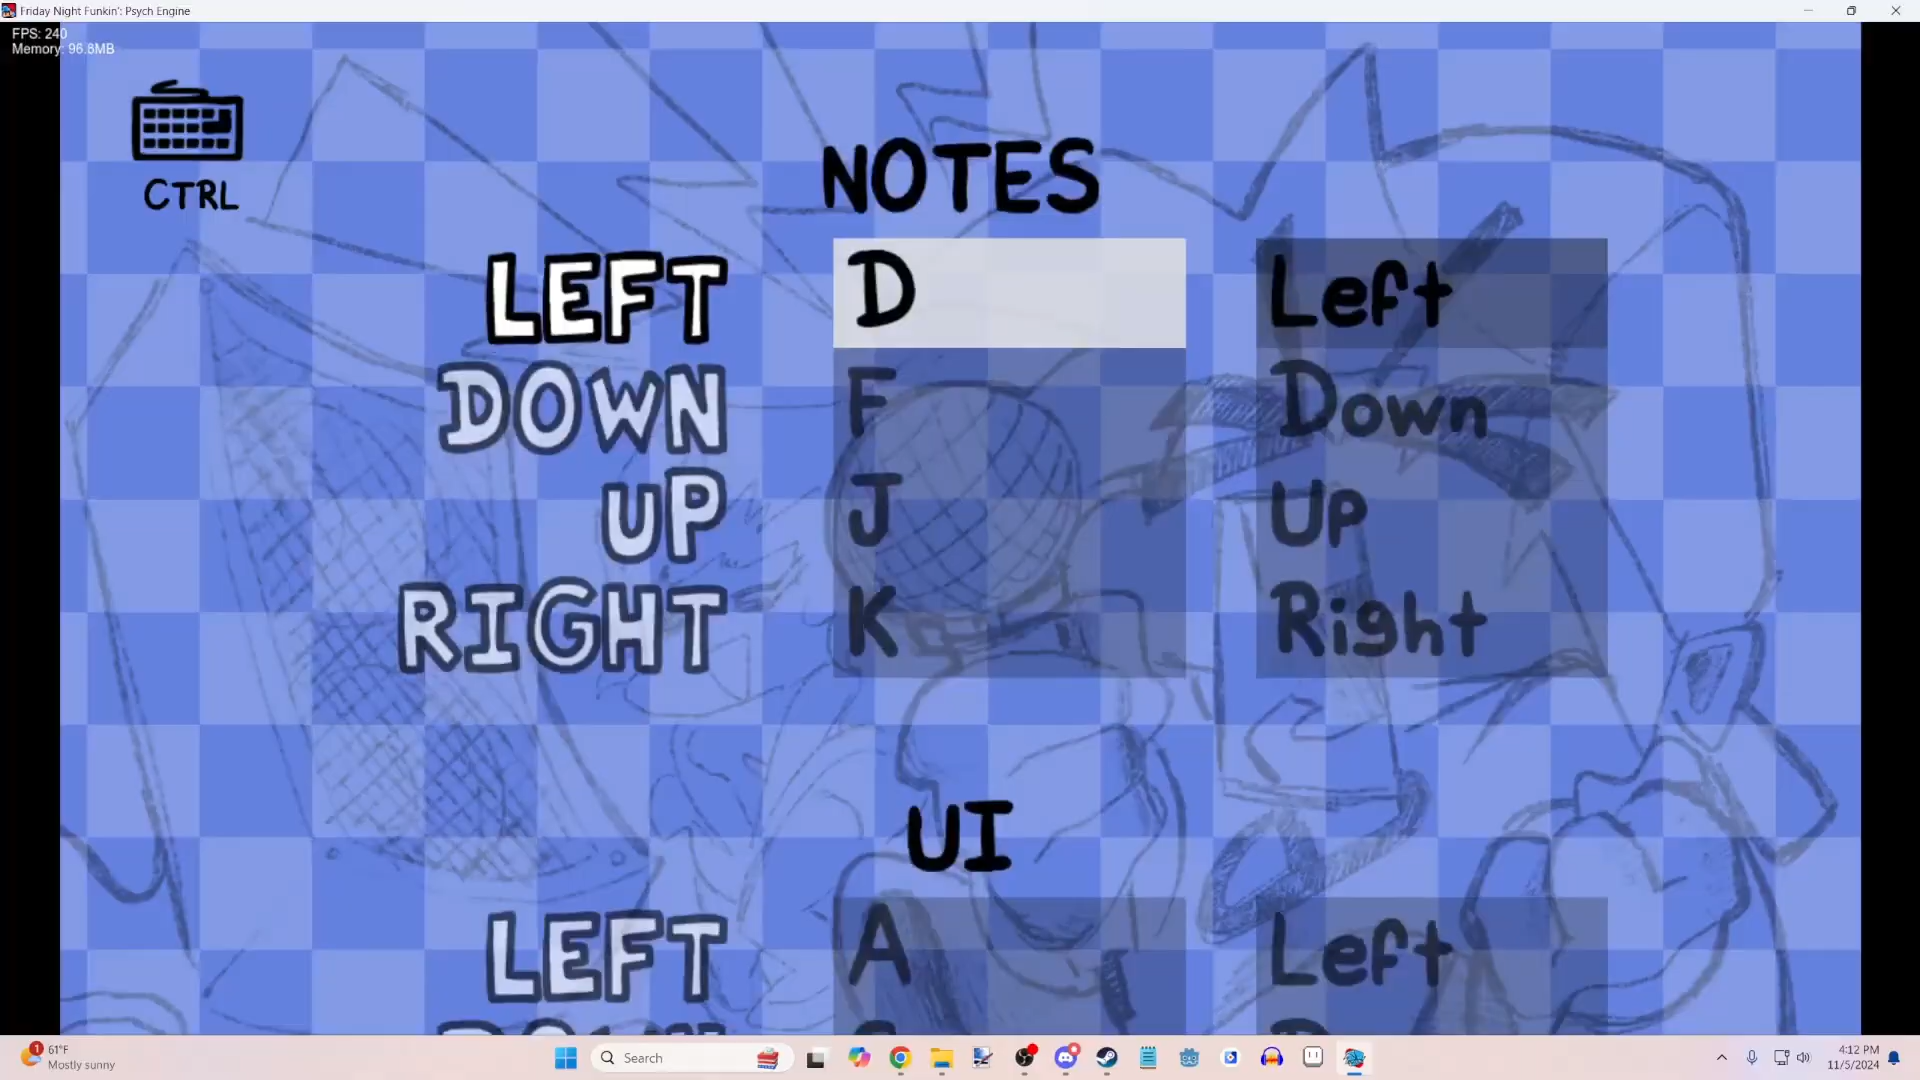 Friday Night Funkin': Psych Engine
FPS: 240
Memory: 96.8MB
CTRL
NOTES
LEFT D Left
DOWN F Down
UP J Up
RIGHT K Right
UI
LEFT A Left
61°F
Mostly sunny
1
Search
4:12 PM
11/5/2024